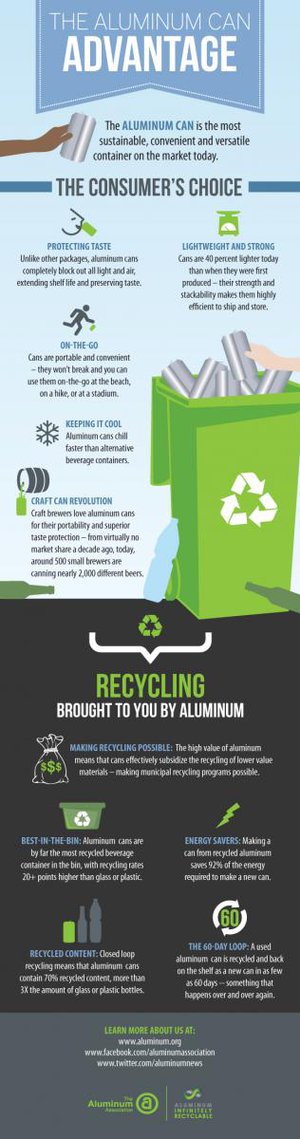 THE ALUMINUM CAN
ADVANTAGE
The ALUMINUM CAN is the most
sustainable, convenient and versatile
container on the market today.
THE CONSUMER'S CHOICE
PROTECTING TASTE
Unlike other packages, aluminum cans
completely block out all light and air,
extending shelf life and preserving taste.
LIGHTWEIGHT AND STRONG
Cans are 40 percent lighter today
than when they were first
produced – their strength and
stackability makes them highly
efficient to ship and store.
ON-THE-GO
Cans are portable and convenient
– they won't break and you can
use them on-the-go at the beach,
on a hike, or at a stadium.
KEEPING IT COOL
Aluminum cans chill
faster than alternative
beverage containers.
CRAFT CAN REVOLUTION
Craft brewers love aluminum cans
for their portability and superior
taste protection – from virtually no
market share a decade ago, today,
around 500 small brewers are
canning nearly 2,000 different beers.
RECYCLING
BROUGHT TO YOU BY ALUMINUM
$$$
MAKING RECYCLING POSSIBLE: The high value of aluminum
means that cans effectively subsidize the recycling of lower value
materials – making municipal recycling programs possible.
BEST-IN-THE-BIN: Aluminum cans are
by far the most recycled beverage
container in the bin, with recycling rates
20+ points higher than glass or plastic.
ENERGY SAVERS: Making a
can from recycled aluminum
saves 92% of the energy
required to make a new can.
RECYCLED CONTENT: Closed loop
recycling means that aluminum cans
contain 70% recycled content, more than
3X the amount of glass or plastic bottles.
60
THE 60-DAY LOOP: A used
aluminum can is recycled and back
on the shelf as a new can in as few
as 60 days – something that
happens over and over again.
LEARN MORE ABOUT US AT:
www.aluminum.org
www.facebook.com/aluminumassociation
www.twitter.com/aluminumnews
The
Aluminum
Association
ALUMINUM
INFINITELY
RECYCLABLE